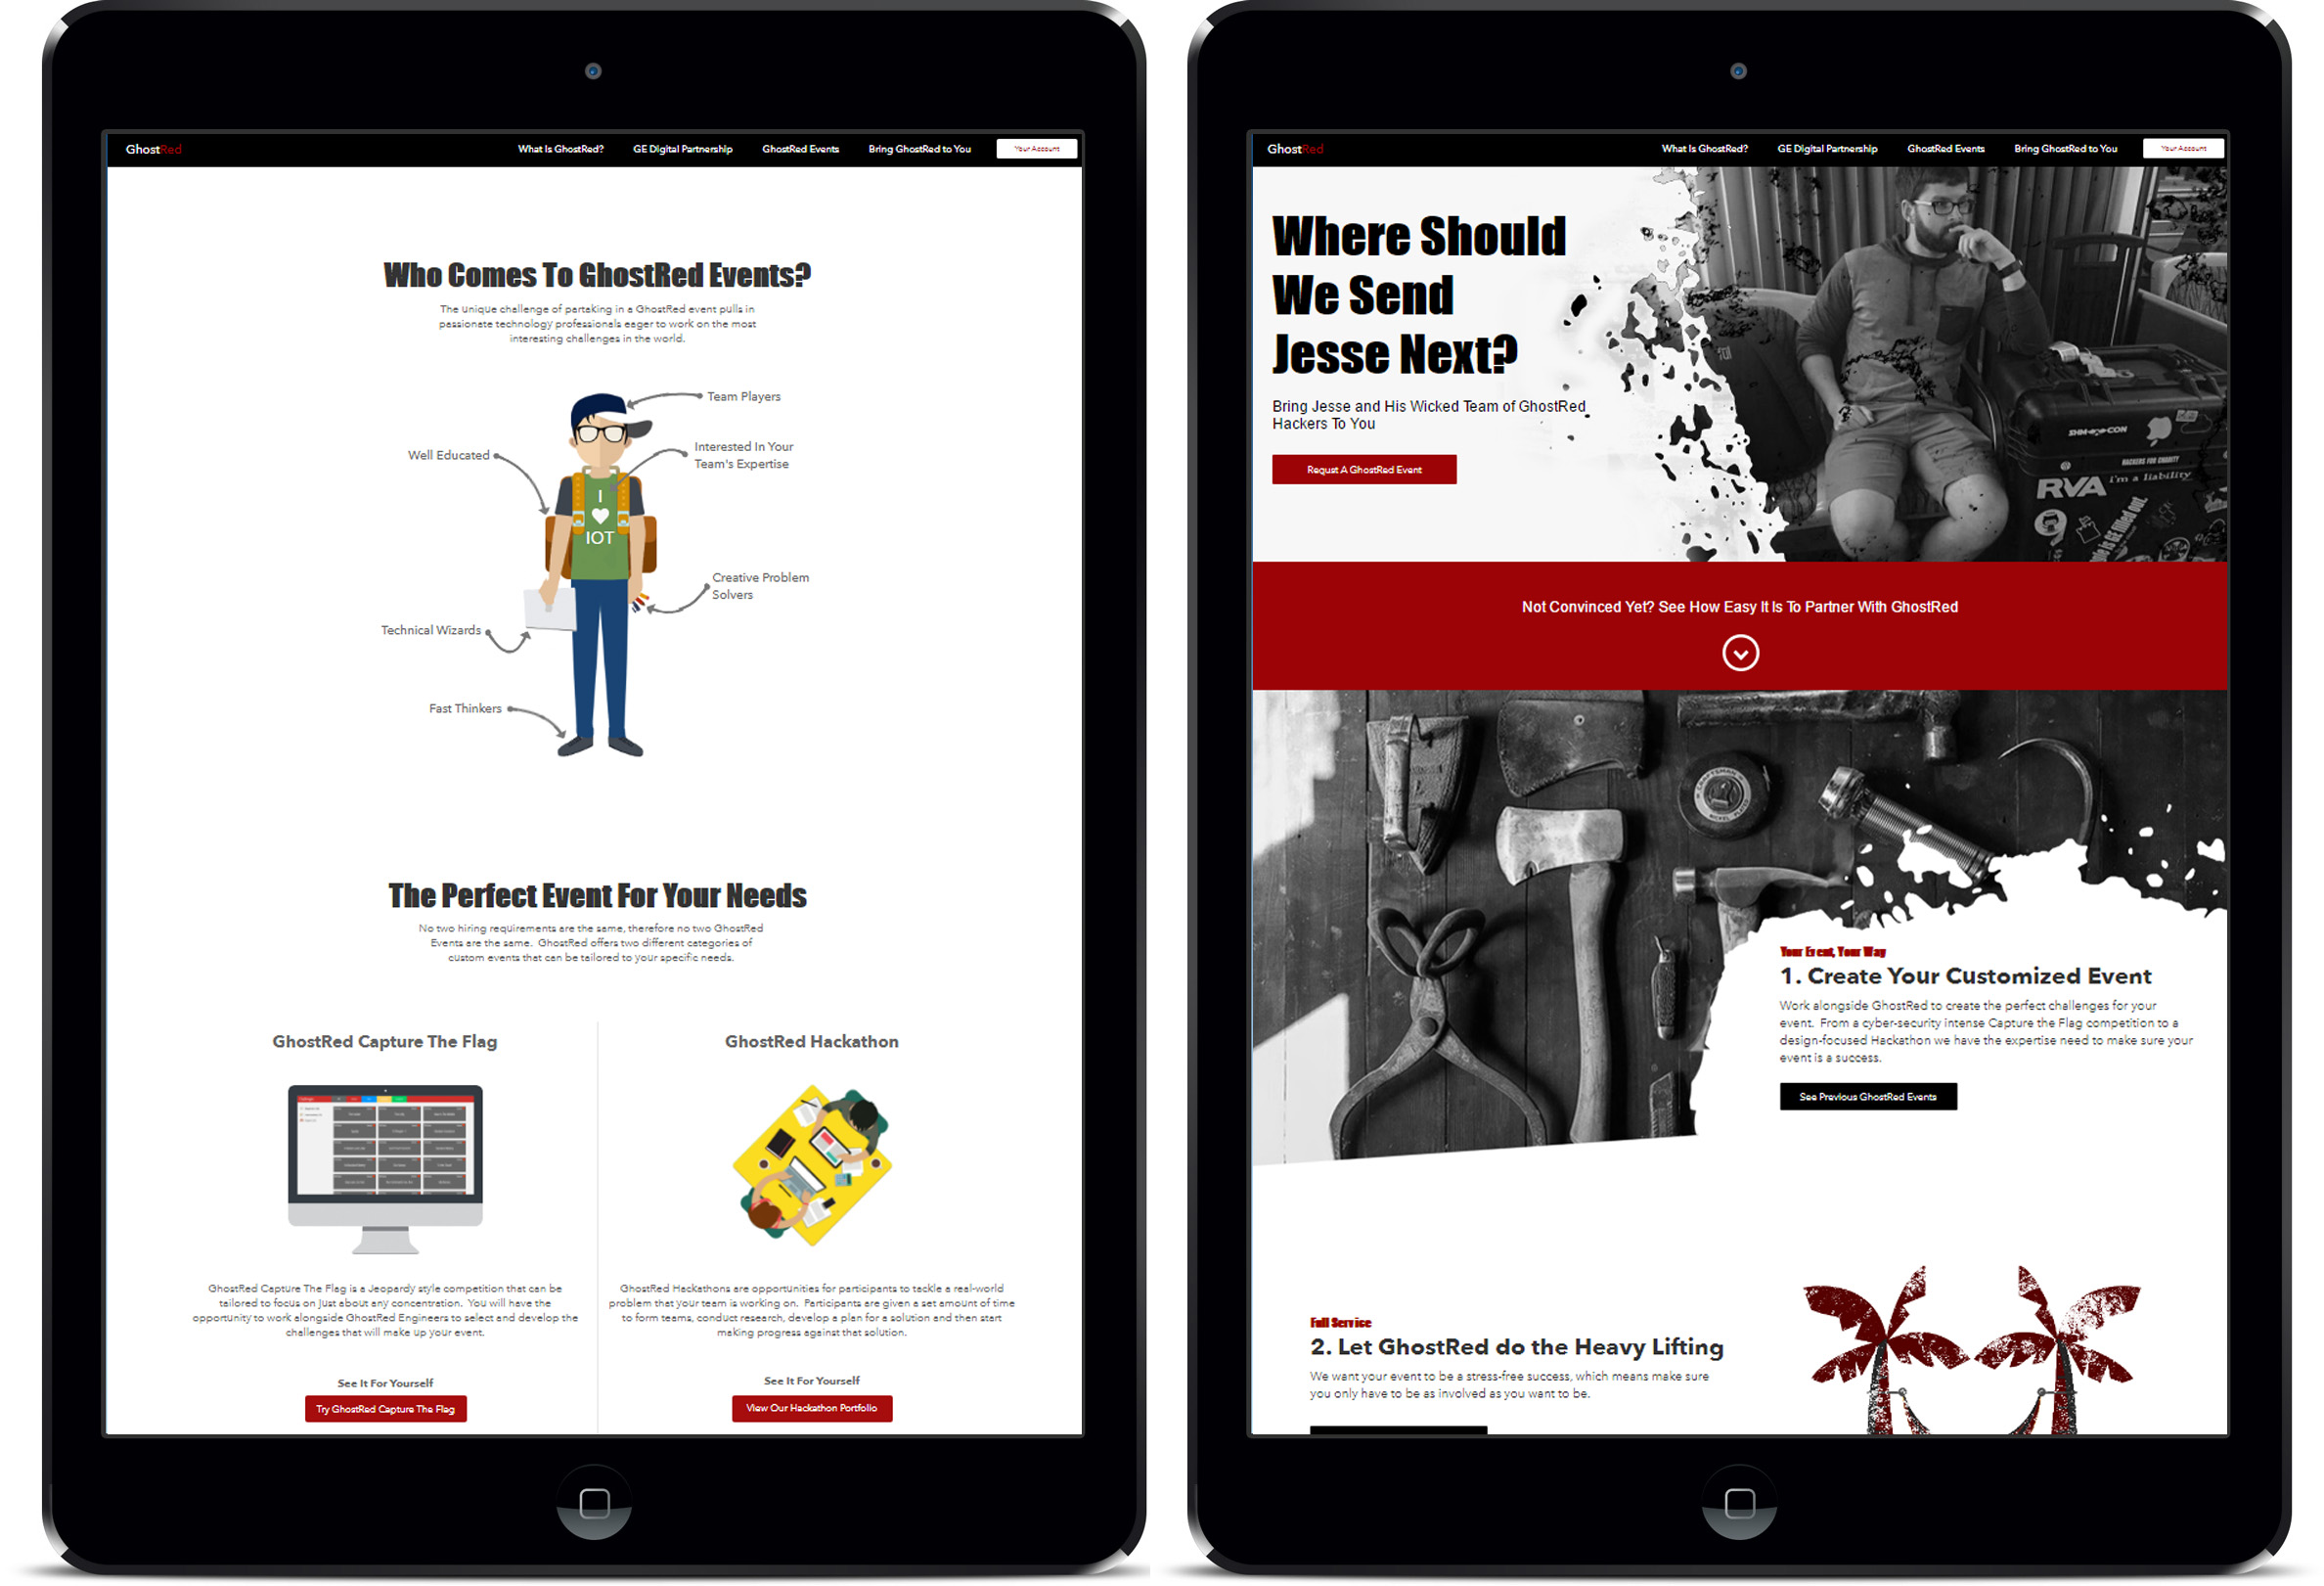 GhostRed
What Is GhostRed?
GE Digital Partnership
GhostRed Events
Bring GhostRed to You
Your Account
Who Comes To GhostRed Events?
The unique challenge of partaking in a GhostRed event pulls in
passionate technology professionals eager to work on the most
interesting challenges in the world.
Team Players
Interested In Your
Team's Expertise
Well Educated
I
IOT
Creative Problem
Solvers
Technical Wizards
Fast Thinkers
The Perfect Event For Your Needs
No two hiring requirements are the same, therefore no two GhostRed
Events are the same. GhostRed offers two different categories of
custom events that can be tailored to your specific needs.
GhostRed Capture The Flag
GhostRed Capture The Flag is a Jeopardy style competition that can be
tailored to focus on just about any concentration. You will have the
opportunity to work alongside GhostRed Engineers to select and develop the
challenges that will make up your event.
See It For Yourself
Try GhostRed Capture The Flag
GhostRed Hackathon
GhostRed Hackathons are opportunities for participants to tackle a real-world
problem that your team is working on. Participants are given a set amount of time
to form teams, conduct research, develop a plan for a solution and then start
making progress against that solution.
See It For Yourself
View Our Hackathon Portfolio
GhostRed
What Is GhostRed?
GE Digital Partnership
GhostRed Events
Bring GhostRed to You
Your Account
Where Should
We Send
Jesse Next?
Bring Jesse and His Wicked Team of GhostRed
Hackers To You
Requst A GhostRed Event
HACKERS FOR CHARITY
i'm a liability
RVA
Not Convinced Yet? See How Easy It Is To Partner With GhostRed
CRAFTSMAN
Your Event, Your Way
1. Create Your Customized Event
Work alongside GhostRed to create the perfect challenges for your
event. From a cyber-security intense Capture the Flag competition to a
design-focused Hackathon we have the expertise need to make sure your
event is a success.
See Previous GhostRed Events
Full Service
2. Let GhostRed do the Heavy Lifting
We want your event to be a stress-free success, which means make sure
you only have to be as involved as you want to be.